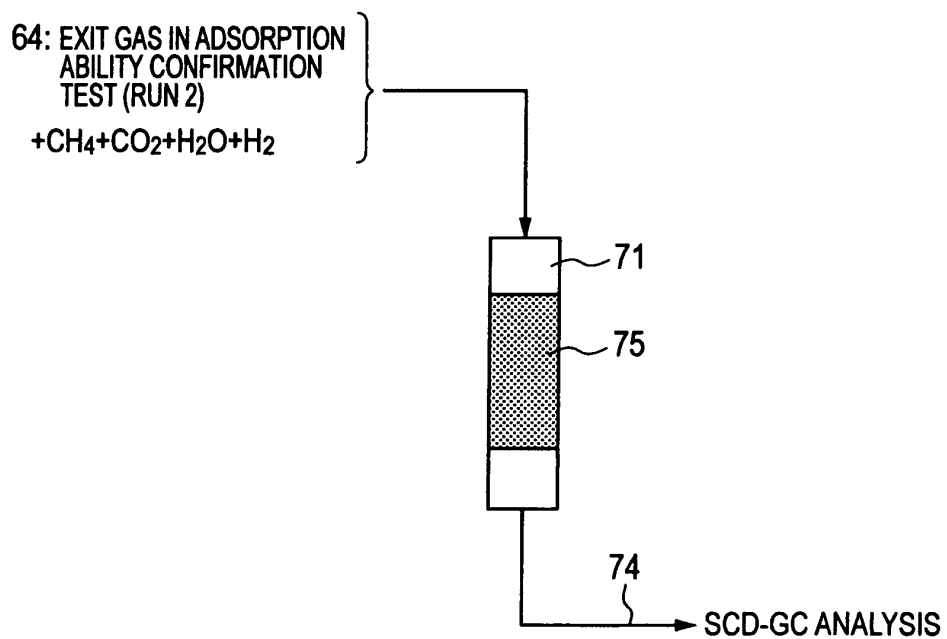 64: EXIT GAS IN ADSORPTION
ABILITY CONFIRMATION
TEST (RUN 2)
+CH4+CO2+H2O+H2
71
75
74
SCD-GC ANALYSIS